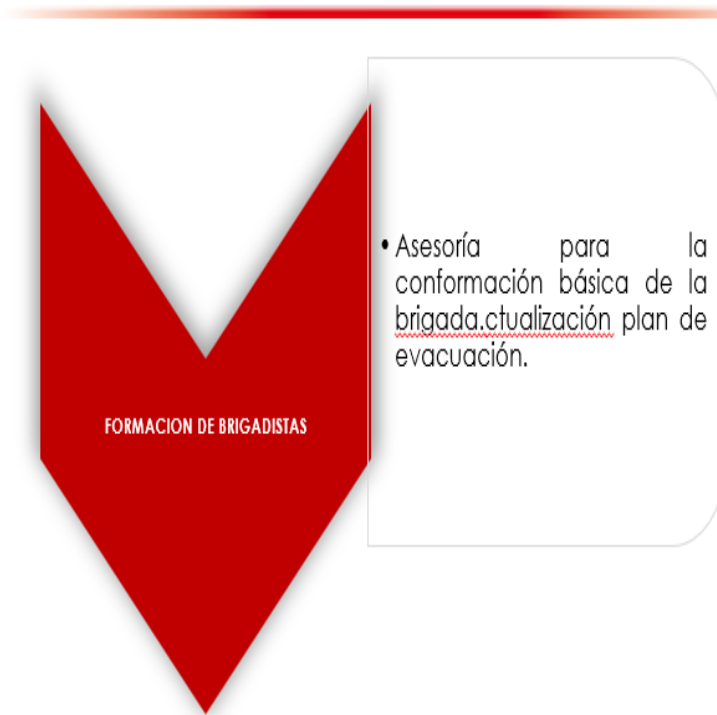 FORMACION DE BRIGADISTAS
• Asesoría para la
conformación básica de la
brigada.ctualización plan de
evacuación.